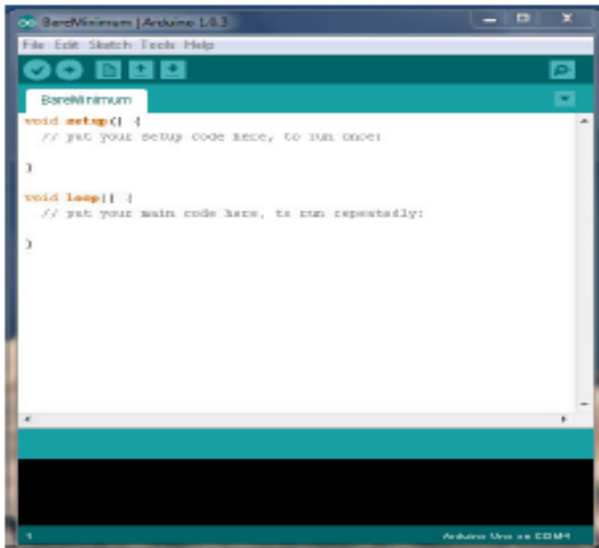 BareMinimum | Arduino 1.0.3
File Edit Sketch Tools Help
BareMinimum
void setup() {
// put your setup code here, to run once:
}
void loop() {
// put your main code here, to run repeatedly:
}
1
Arduino Uno on COM4